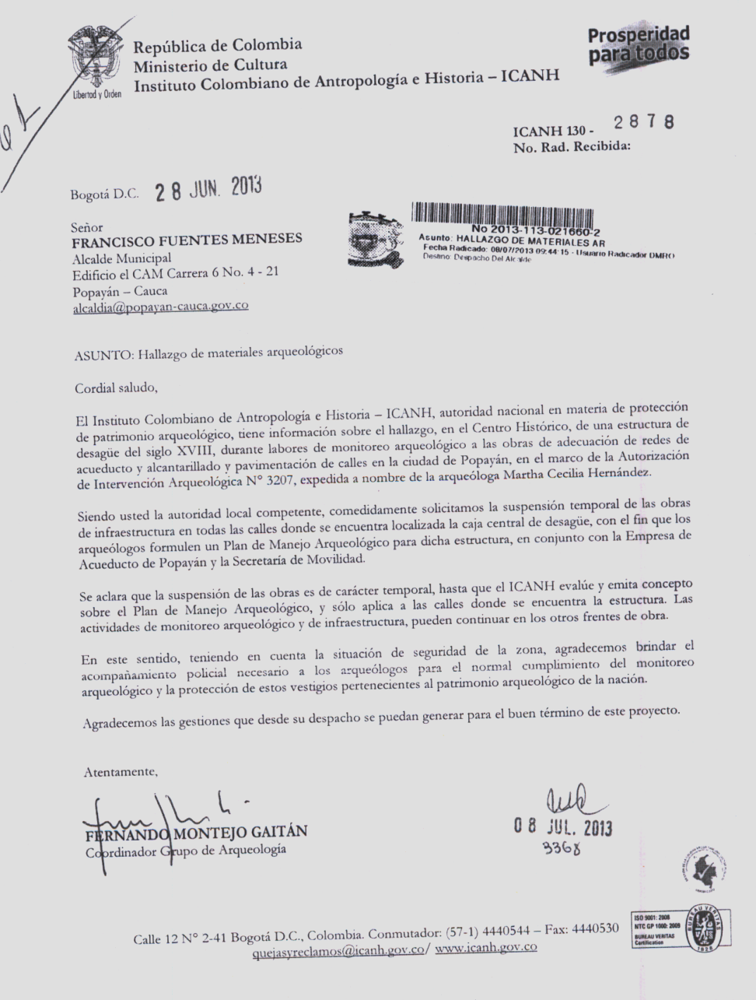 Libertad y Orden
República de Colombia
Ministerio de Cultura
Instituto Colombiano de Antropología e Historia – ICANH
Prosperidad
para todos
ICANH 130 - 2878
No. Rad. Recibida:
Bogotá D.C. 28 JUN. 2013
Señor
FRANCISCO FUENTES MENESES
Alcalde Municipal
Edificio el CAM Carrera 6 No. 4 - 21
Popayán – Cauca
alcaldia@popayan-cauca.gov.co
No 2013-113-021660-2
Asunto: HALLAZGO DE MATERIALES AR
Fecha Radicado: 08/07/2013 09:44:15 - Usuario Radicador DMRO
Destino: Despacho Del Alcalde
ASUNTO: Hallazgo de materiales arqueológicos
Cordial saludo,
El Instituto Colombiano de Antropología e Historia – ICANH, autoridad nacional en materia de protección
de patrimonio arqueológico, tiene información sobre el hallazgo, en el Centro Histórico, de una estructura de
desagüe del siglo XVIII, durante labores de monitoreo arqueológico a las obras de adecuación de redes de
acueducto y alcantarillado y pavimentación de calles en la ciudad de Popayán, en el marco de la Autorización
de Intervención Arqueológica N° 3207, expedida a nombre de la arqueóloga Martha Cecilia Hernández.
Siendo usted la autoridad local competente, comedidamente solicitamos la suspensión temporal de las obras
de infraestructura en todas las calles donde se encuentra localizada la caja central de desagüe, con el fin que los
arqueólogos formulen un Plan de Manejo Arqueológico para dicha estructura, en conjunto con la Empresa de
Acueducto de Popayán y la Secretaría de Movilidad.
Se aclara que la suspensión de las obras es de carácter temporal, hasta que el ICANH evalúe y emita concepto
sobre el Plan de Manejo Arqueológico, y sólo aplica a las calles donde se encuentra la estructura. Las
actividades de monitoreo arqueológico y de infraestructura, pueden continuar en los otros frentes de obra.
En este sentido, teniendo en cuenta la situación de seguridad de la zona, agradecemos brindar el
acompañamiento policial necesario a los arqueólogos para el normal cumplimiento del monitoreo
arqueológico y la protección de estos vestigios pertenecientes al patrimonio arqueológico de la nación.
Agradecemos las gestiones que desde su despacho se puedan generar para el buen término de este proyecto.
Atentamente,
FERNANDO MONTEJO GAITÁN
Coordinador Grupo de Arqueología
08 JUL. 2013
3368
Calle 12 N° 2-41 Bogotá D.C., Colombia. Conmutador: (57-1) 4440544 – Fax: 4440530
quejasyreclamos@icanh.gov.co/ www.icanh.gov.co
ISO 9001: 2008
NTC GP 1000: 2009
BUREAU VERITAS
Certification
BUREAU VERITAS
1828